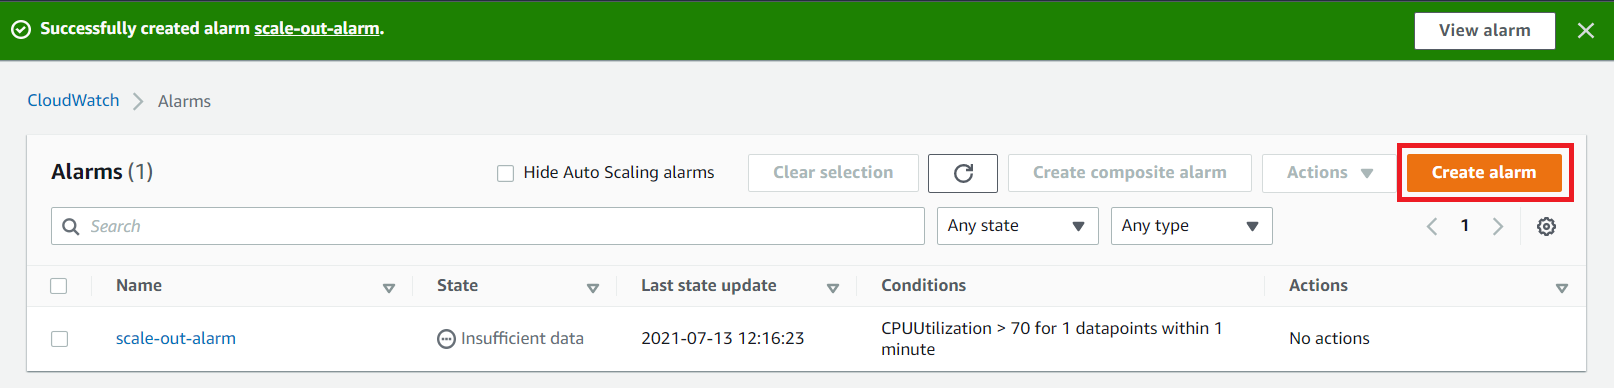 Successfully created alarm scale-out-alarm.
View alarm
CloudWatch
Alarms
Alarms (1)
Hide Auto Scaling alarms
Clear selection
Create composite alarm
Actions
Create alarm
Search
Any state
Any type
1
Name
State
Last state update
Conditions
Actions
scale-out-alarm
Insufficient data
2021-07-13 12:16:23
CPUUtilization > 70 for 1 datapoints within 1
minute
No actions